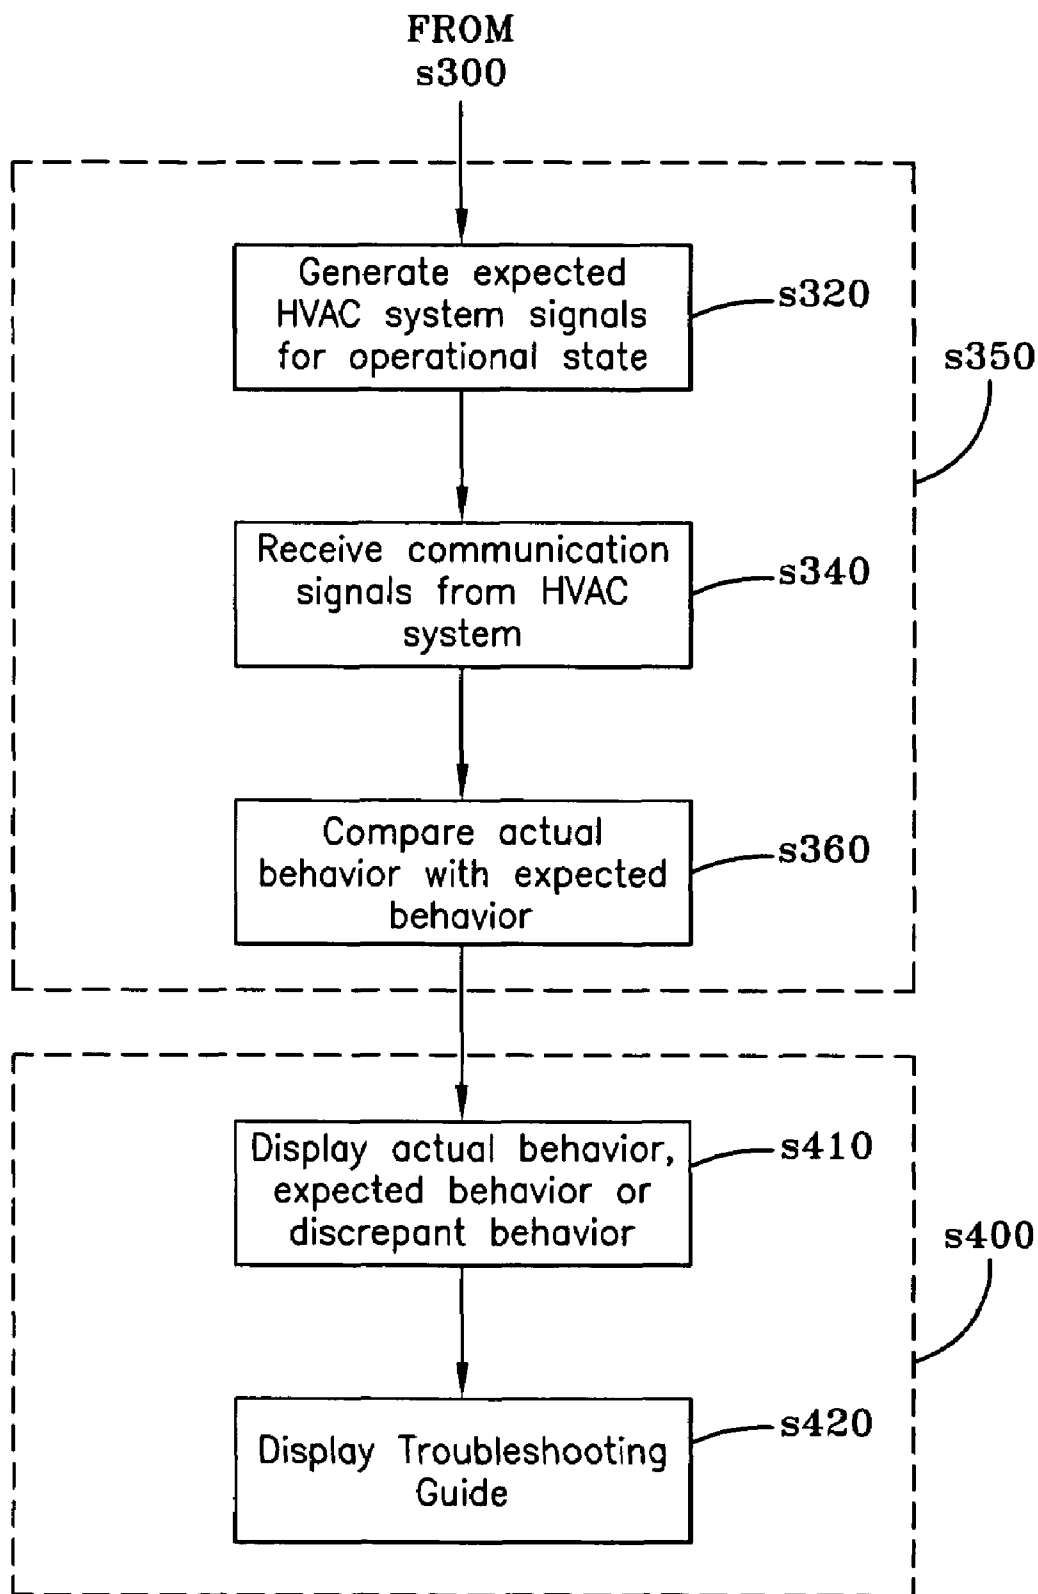 FROM
s300
Generate expected
HVAC system signals
for operational state
s320
s350
Receive communication
signals from HVAC
system
s340
Compare actual
behavior with expected
behavior
s360
Display actual behavior,
expected behavior or
discrepant behavior
s410
s400
Display Troubleshooting
Guide
s420